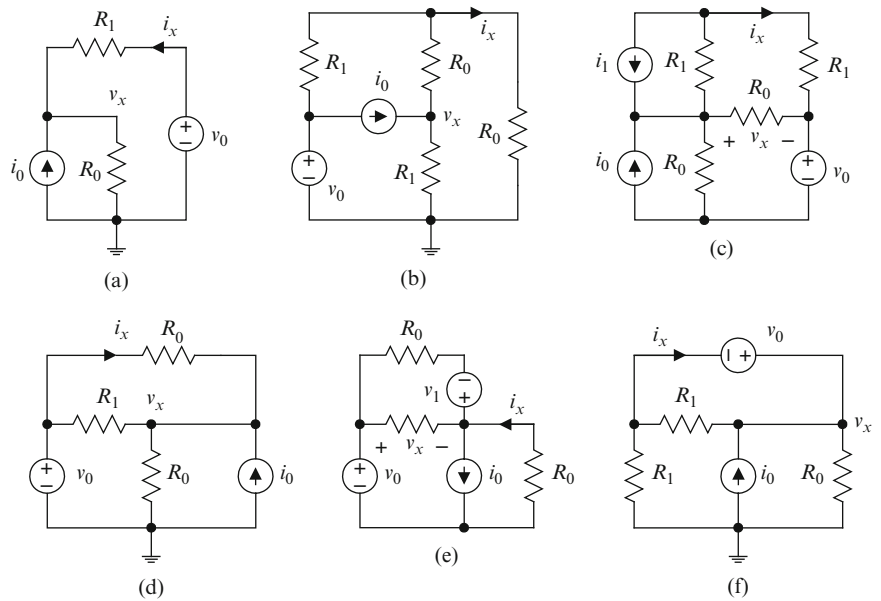 R₁ iₓ
vₓ
i₀ R₀ + − v₀
(a)
iₓ
R₁ i₀ R₀
vₓ R₀
+ − v₀ R₁
(b)
iₓ
i₁ R₁ R₀ R₁
+ vₓ −
i₀ R₀ + − v₀
(c)
iₓ R₀
R₁ vₓ
+ − v₀ R₀ i₀
(d)
R₀
v₁ − +
iₓ
+ vₓ −
+ − v₀ i₀ R₀
(e)
iₓ − + v₀
R₁ vₓ
R₁ i₀ R₀
(f)